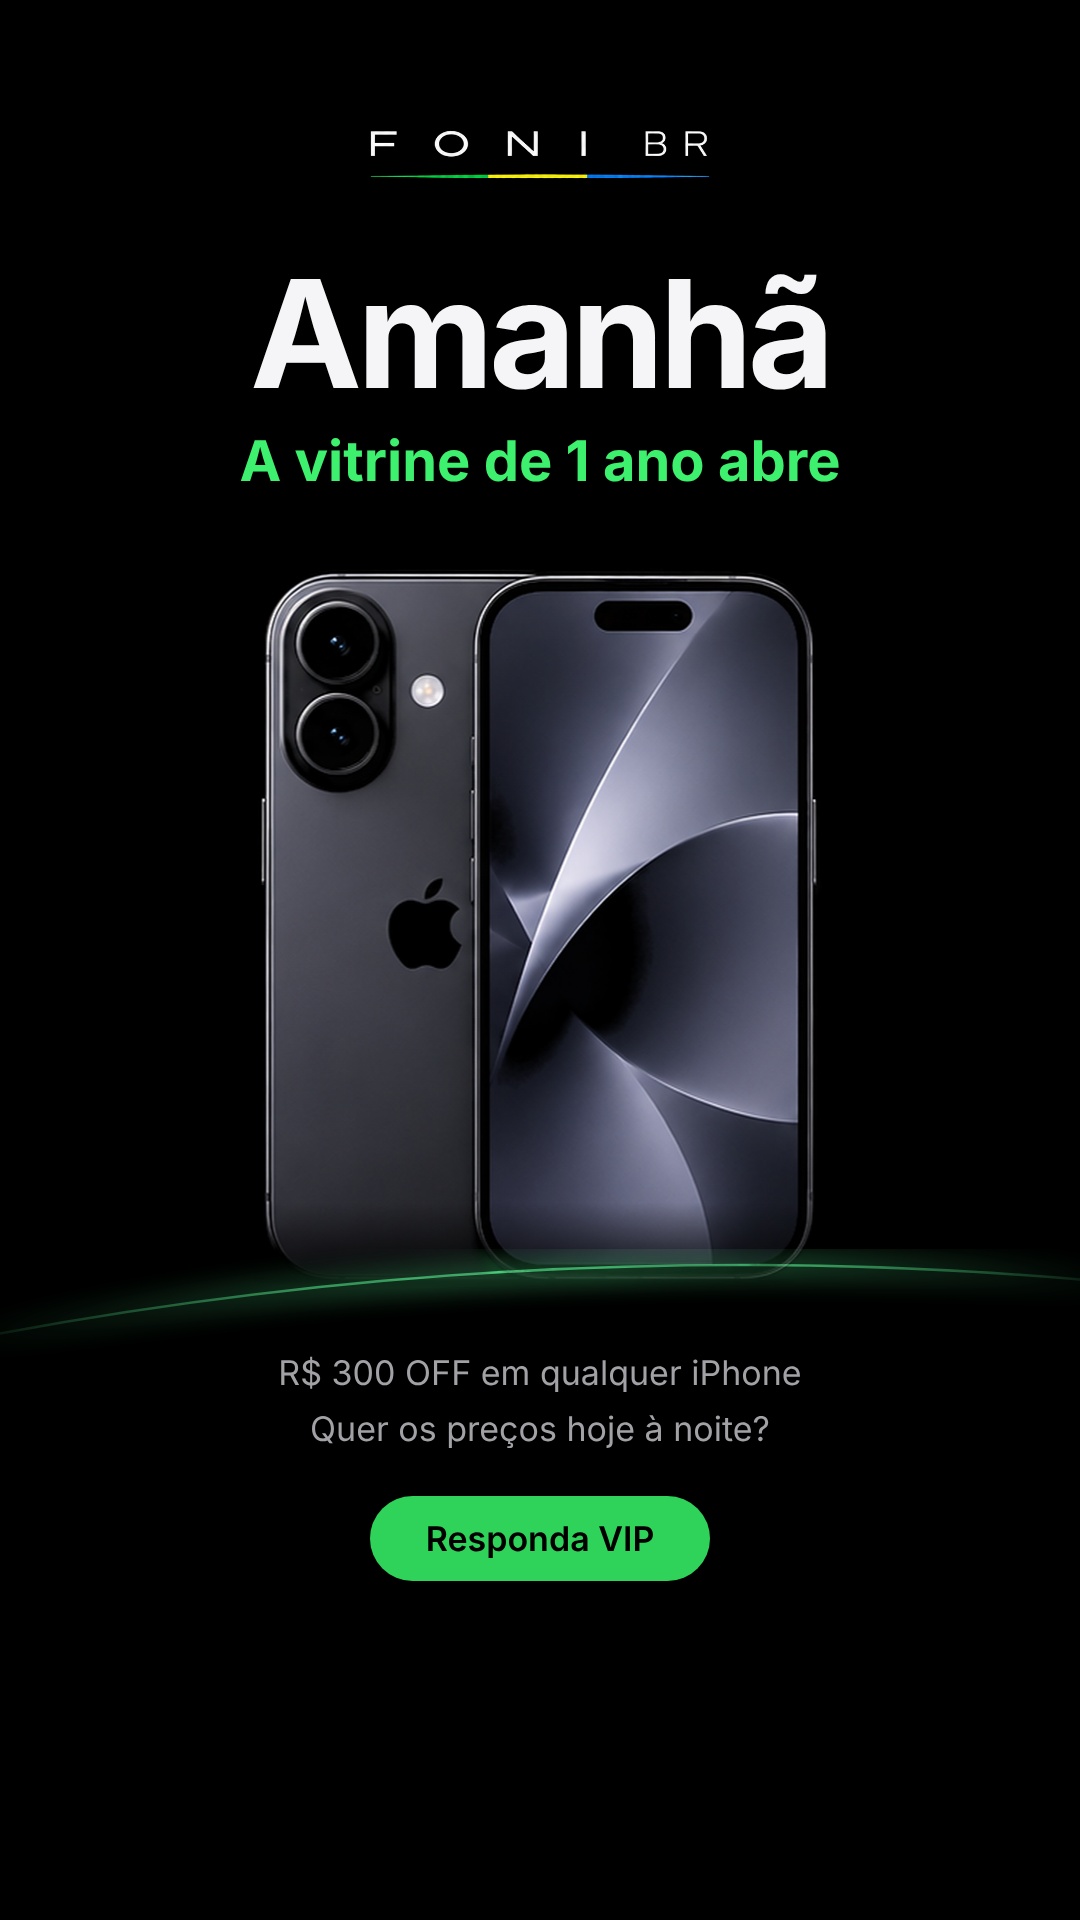 FONI BR
Amanhã
A vitrine de 1 ano abre
R$ 300 OFF em qualquer iPhone
Quer os preços hoje à noite?
Responda VIP